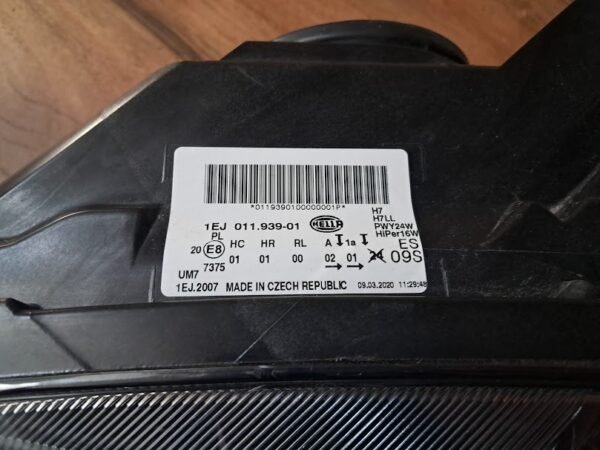 *0119390100000001P*
1EJ 011.939-01 HELLA
H7
H7LL
PWY24W
HiPer16W
PL
20 E8 HC HR RL A 1a ES
7375 01 01 00 02 01 24 09S
UM7
1EJ.2007 MADE IN CZECH REPUBLIC 09.03.2020 11:29:48